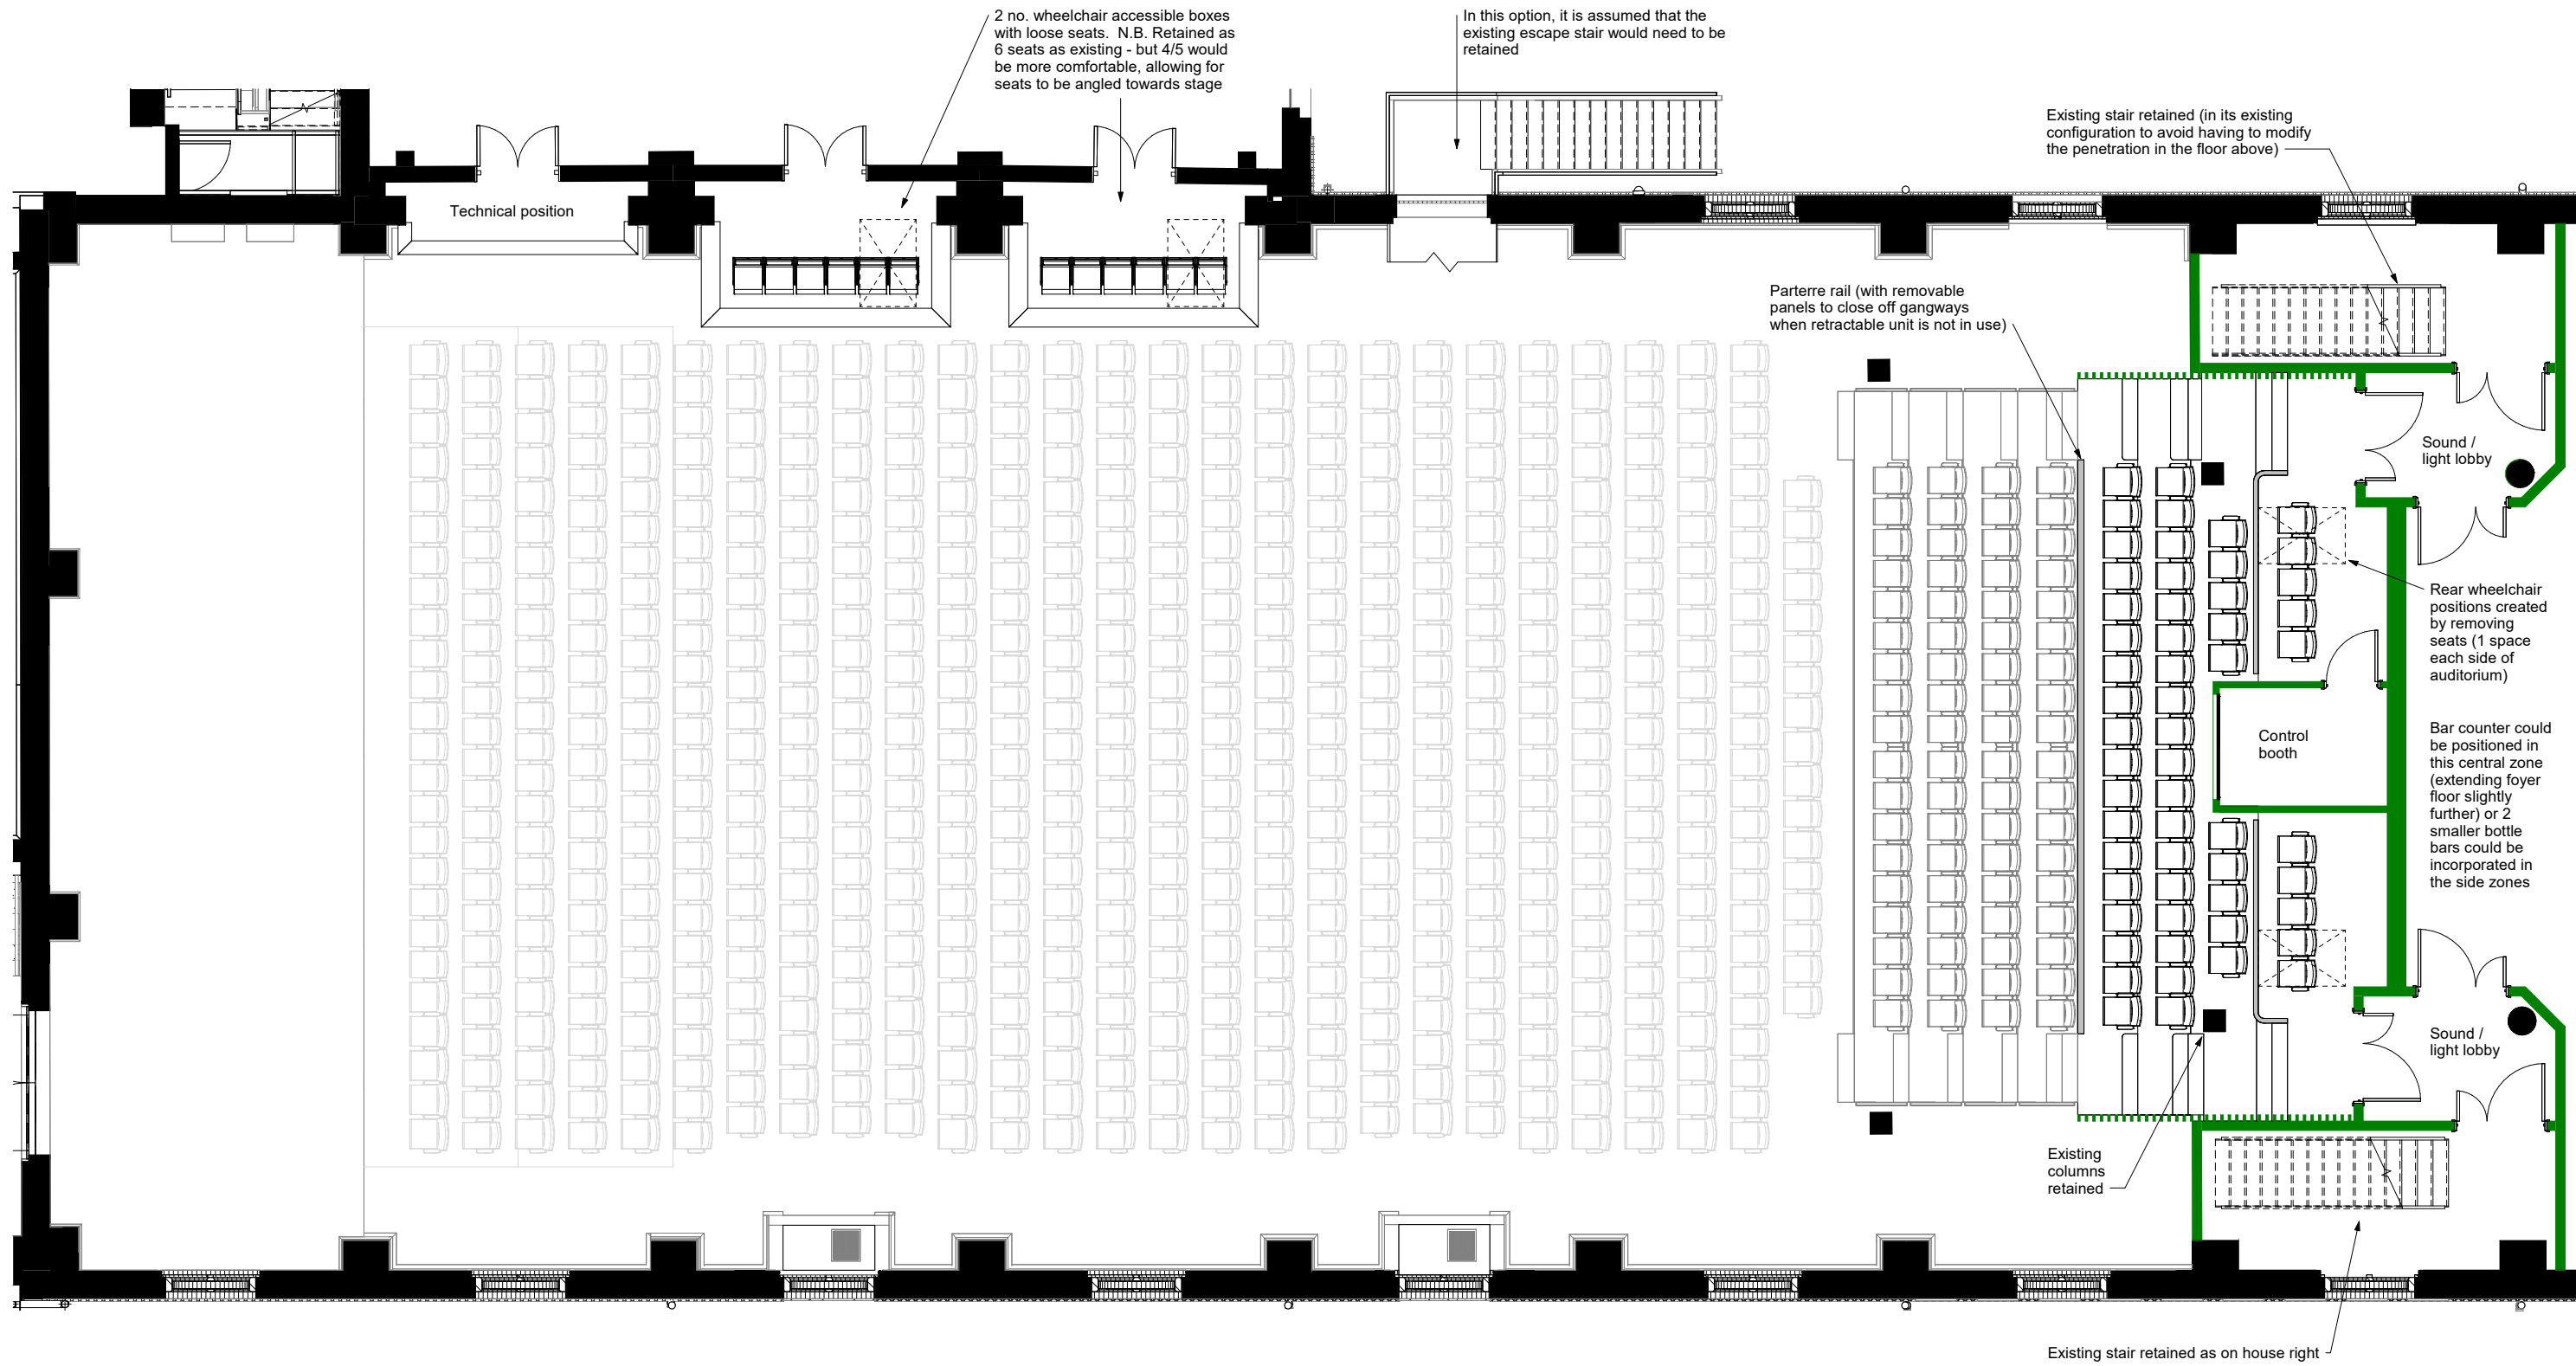 2 no. wheelchair accessible boxes
with loose seats.  N.B. Retained as
6 seats as existing - but 4/5 would
be more comfortable, allowing for
seats to be angled towards stage
In this option, it is assumed that the
existing escape stair would need to be
retained
Existing stair retained (in its existing
configuration to avoid having to modify
the penetration in the floor above)
Technical position
Parterre rail (with removable
panels to close off gangways
when retractable unit is not in use)
Sound /
light lobby
Rear wheelchair
positions created
by removing
seats (1 space
each side of
auditorium)
Control
booth
Bar counter could
be positioned in
this central zone
(extending foyer
floor slightly
further) or 2
smaller bottle
bars could be
incorporated in
the side zones
Sound /
light lobby
Existing
columns
retained
Existing stair retained as on house right